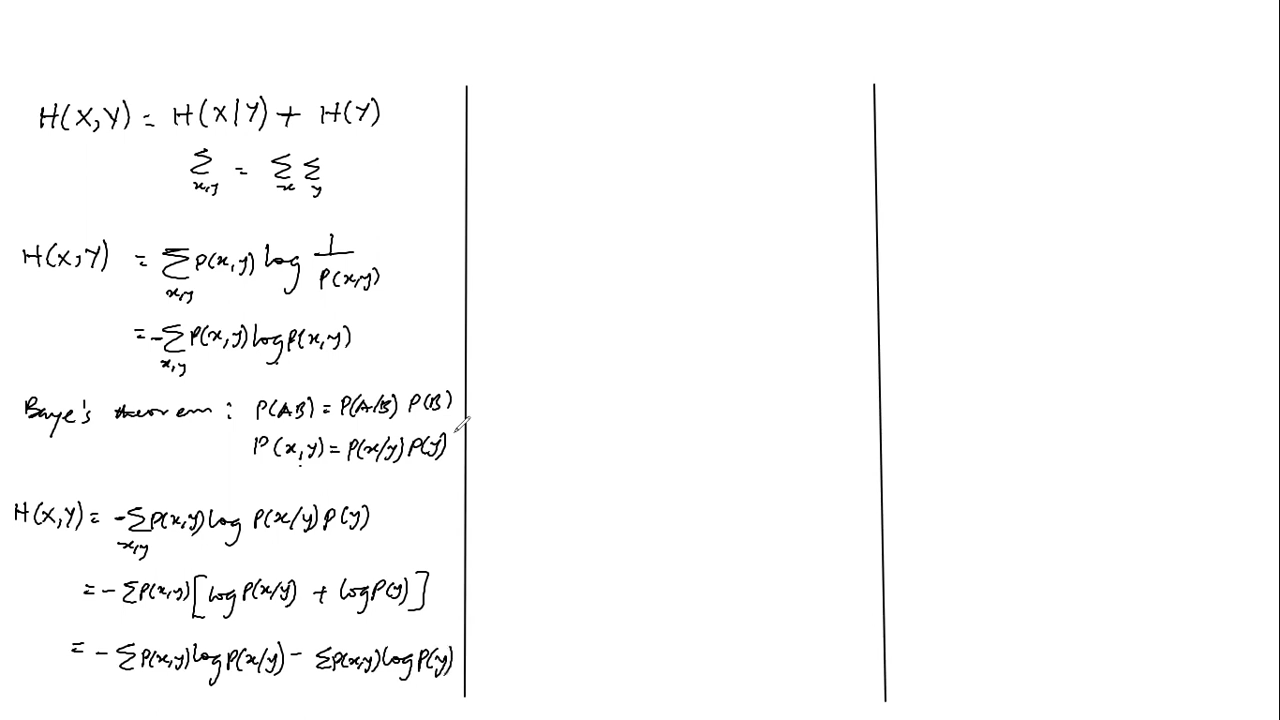 H(X,Y) = H(X|Y) + H(Y)
∑x,y = ∑x ∑y
H(X,Y) = ∑x,y P(x,y) log 1/P(x,y)
= -∑x,y P(x,y) log P(x,y)
Baye's theorem : P(AB) = P(A/B) P(B)
P(x,y) = P(x/y) P(y)
H(X,Y) = -∑x,y P(x,y) log P(x/y) P(y)
= - ∑P(x,y) [log P(x/y) + log P(y)]
= - ∑P(x,y) log P(x/y) - ∑P(x,y) log P(y)